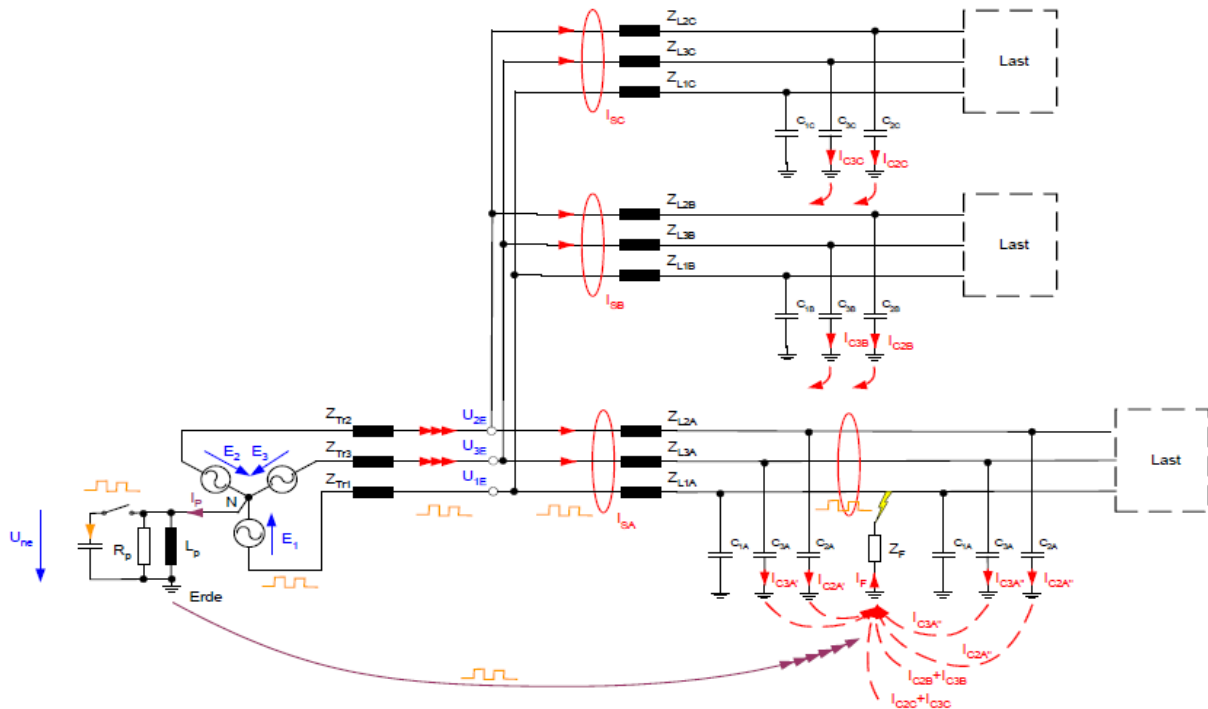 Z_L2C
Z_L3C
Z_L1C
Last
I_SC
C_1C
C_3C
C_2C
I_C3C
I_C2C
Z_L2B
Z_L3B
Z_L1B
Last
I_SB
C_1B
C_3B
C_2B
I_C3B
I_C2B
Z_Tr2
U_2E
Z_L2A
E_2
E_3
Z_Tr3
U_3E
Z_L3A
Last
Z_Tr1
U_1E
Z_L1A
N
I_p
I_SA
U_ne
R_p
L_p
E_1
C_1A
C_3A
C_2A
Z_F
C_1A
C_3A
C_2A
Erde
I_C3A'
I_C2A'
I_F
I_C3A"
I_C2A"
I_C3A"
I_C2A"
I_C2B+I_C3B
I_C2C+I_C3C